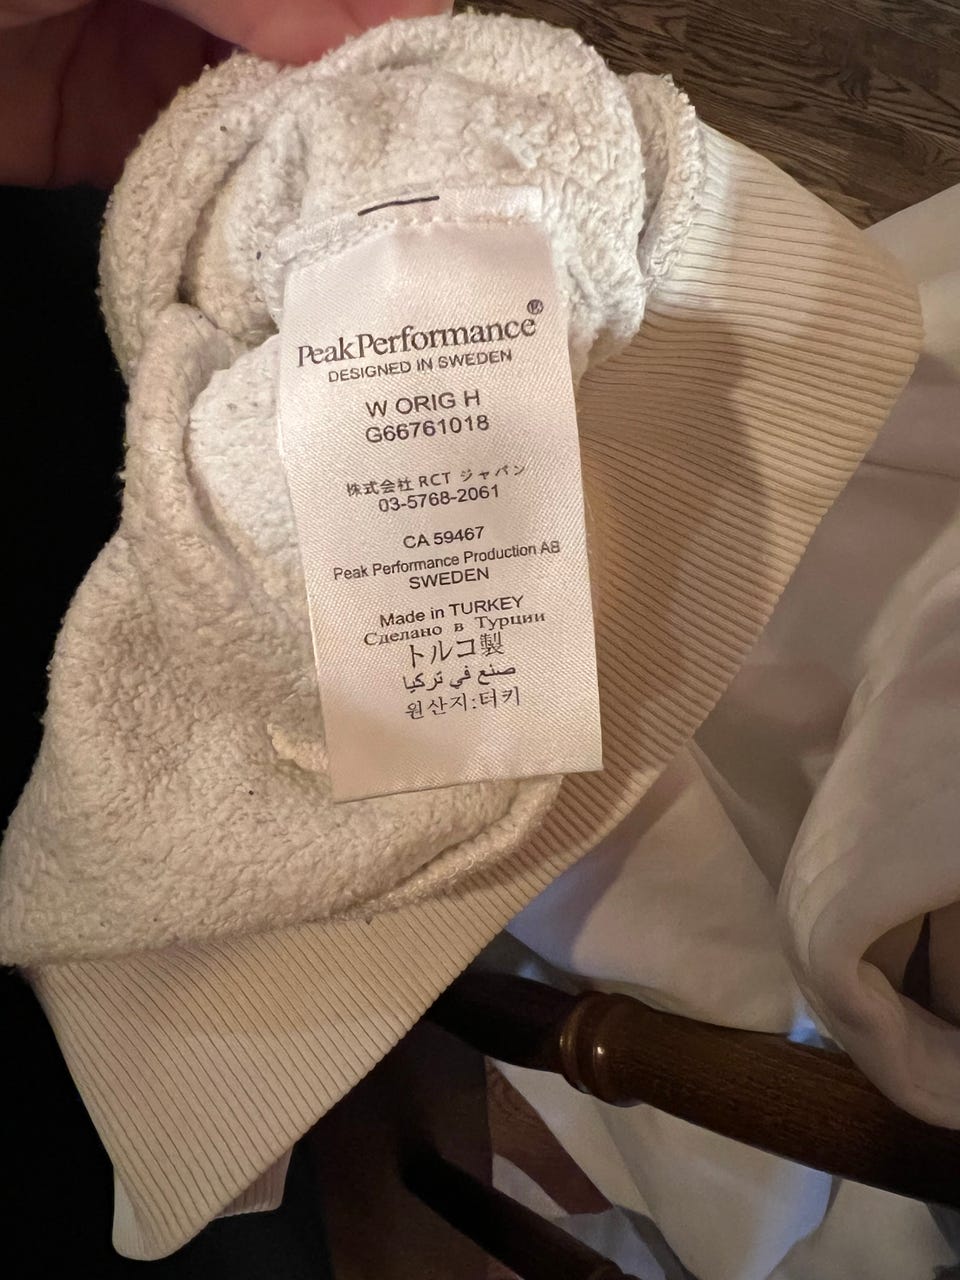 PeakPerformance®
DESIGNED IN SWEDEN
W ORIG H
G66761018
株式会社 RCT ジャパン
03-5768-2061
CA 59467
Peak Performance Production AB
SWEDEN
Made in TURKEY
Сделано в Турции
トルコ製
صنع في تركيا
원산지:터키